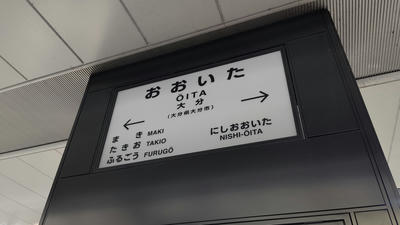 おおいた
ŌITA
大分
(大分県大分市)
← →
まき MAKI
たきお TAKIO
ふるごう FURUGŌ
にしおおいた
NISHI-ŌITA